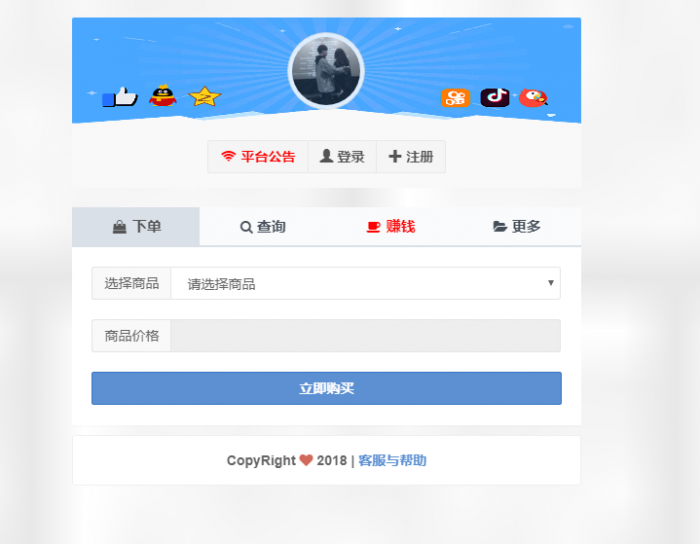 平台公告 登录 注册
下单 查询 赚钱 更多
选择商品 请选择商品
商品价格
立即购买
CopyRight ❤ 2018 | 客服与帮助